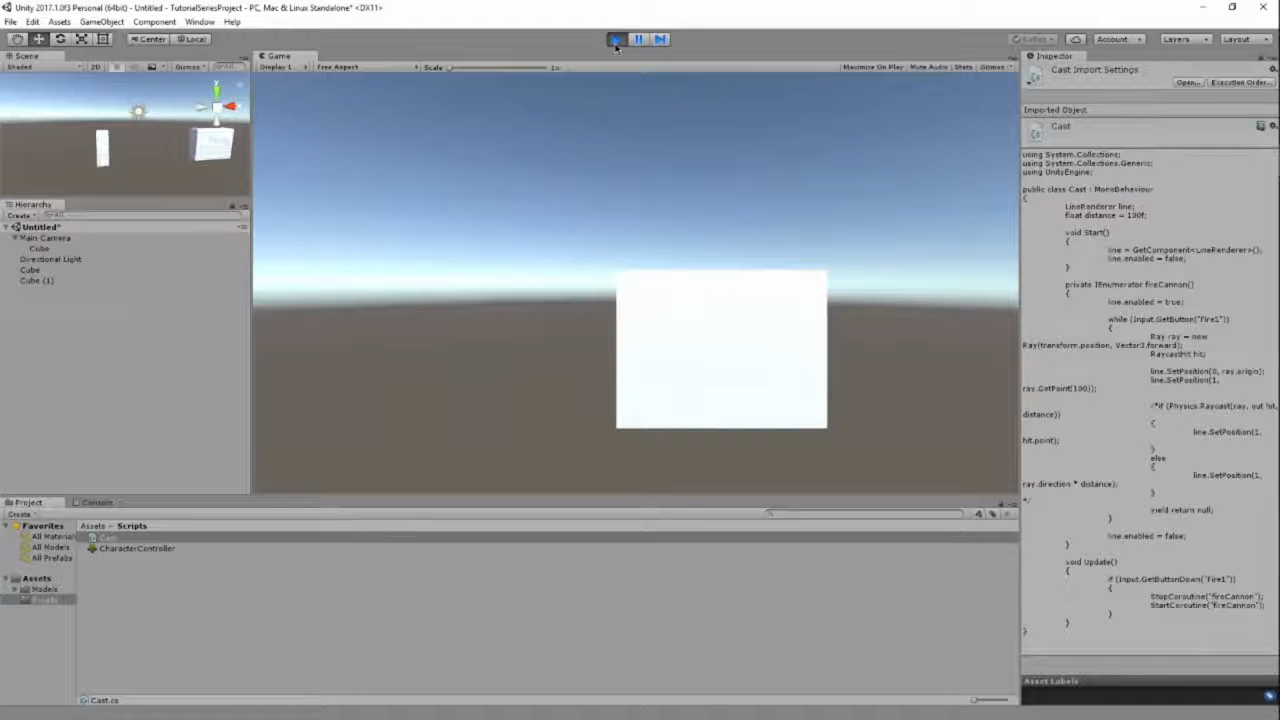 Unity 2017.1.0f3 Personal (64bit) - Untitled - TutorialSeriesProject - PC, Mac & Linux Standalone* <DX11>
File Edit Assets GameObject Component Window Help
Center Local Account Layers Layout
Scene Game Inspector
Shaded 2D Gizmos Display 1 Free Aspect Scale 1x Maximize On Play Mute Audio Stats Gizmos
Cast Import Settings
Open... Execution Order...
Imported Object
Cast
Hierarchy
Create
Untitled*
Main Camera
Cube
Directional Light
Cube
Cube (1)
using System.Collections;
using System.Collections.Generic;
using UnityEngine;
public class Cast : MonoBehaviour
{
LineRenderer line;
float distance = 100f;
void Start()
{
line = GetComponent<LineRenderer>();
line.enabled = false;
}
private IEnumerator fireCannon()
{
line.enabled = true;
while (Input.GetButton("Fire1"))
{
Ray ray = new
Ray(transform.position, Vector3.forward);
RaycastHit hit;
line.SetPosition(0, ray.origin);
line.SetPosition(1,
ray.GetPoint(100));
/*if (Physics.Raycast(ray, out hit,
distance))
{
line.SetPosition(1,
hit.point);
}
else
{
line.SetPosition(1,
ray.direction * distance);
}
*/
yield return null;
}
line.enabled = false;
}
void Update()
{
if (Input.GetButtonDown("Fire1"))
{
StopCoroutine("fireCannon");
StartCoroutine("fireCannon");
}
}
}
Project Console
Create
Favorites
All Material
All Models
All Prefabs
Assets
Models
Scripts
Assets Scripts
Cast
CharacterController
Cast.cs
Asset Labels